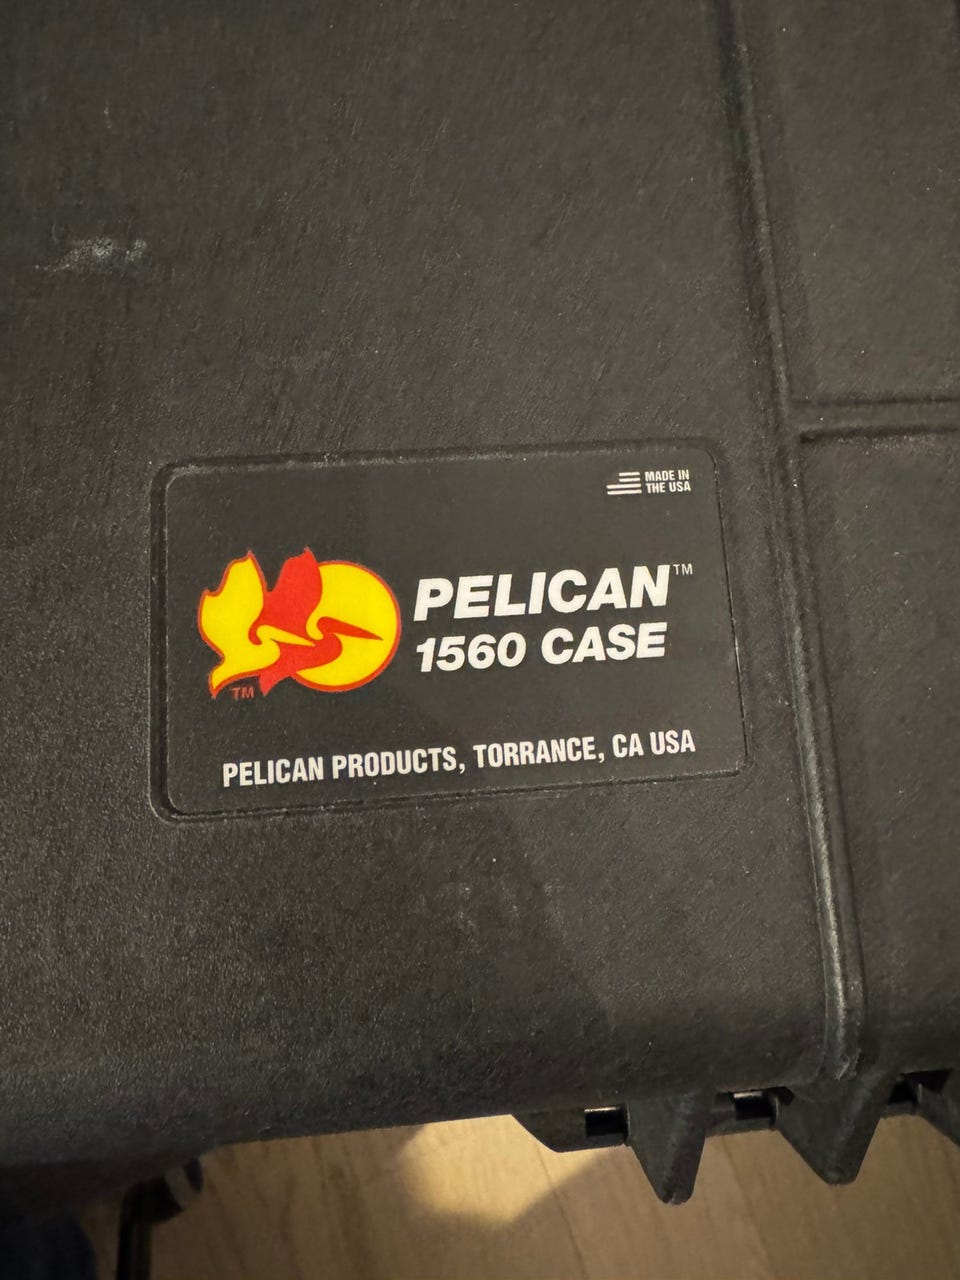 MADE IN
THE USA
PELICAN™
1560 CASE
TM
PELICAN PRODUCTS, TORRANCE, CA USA